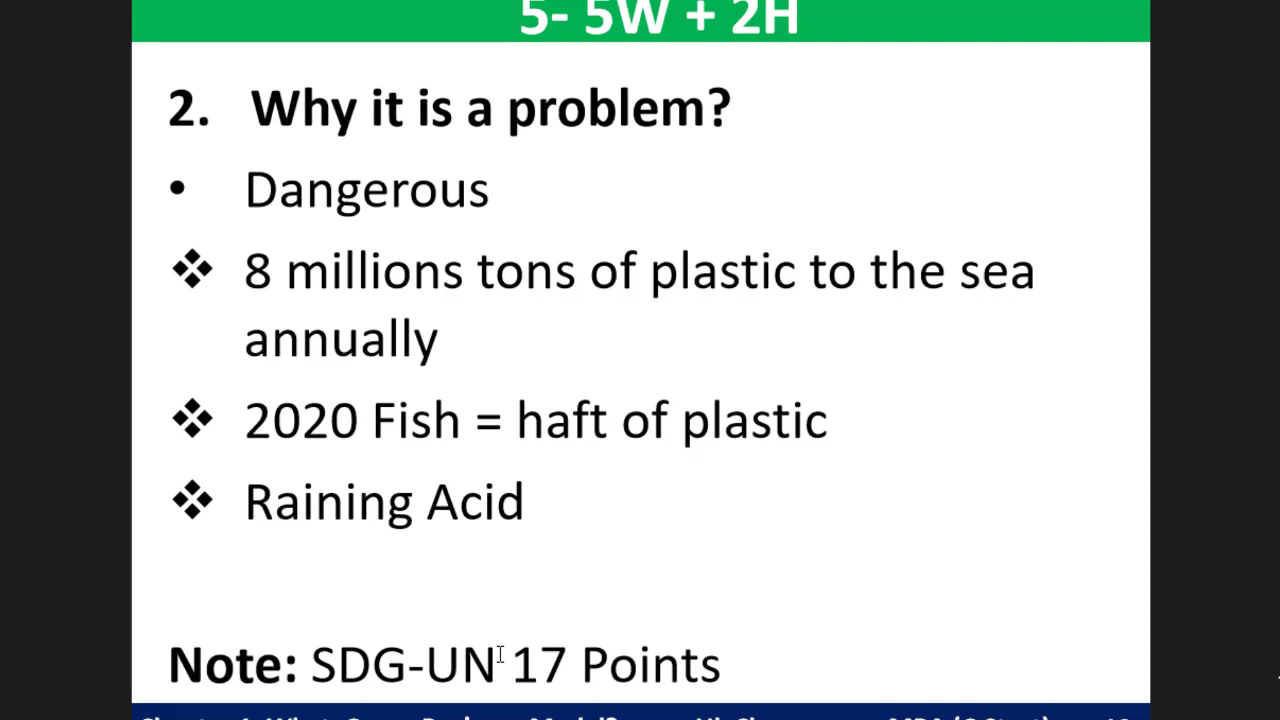 5- 5W + 2H
2. Why it is a problem?
• Dangerous
❖ 8 millions tons of plastic to the sea
annually
❖ 2020 Fish = haft of plastic
❖ Raining Acid
Note: SDG-UN 17 Points